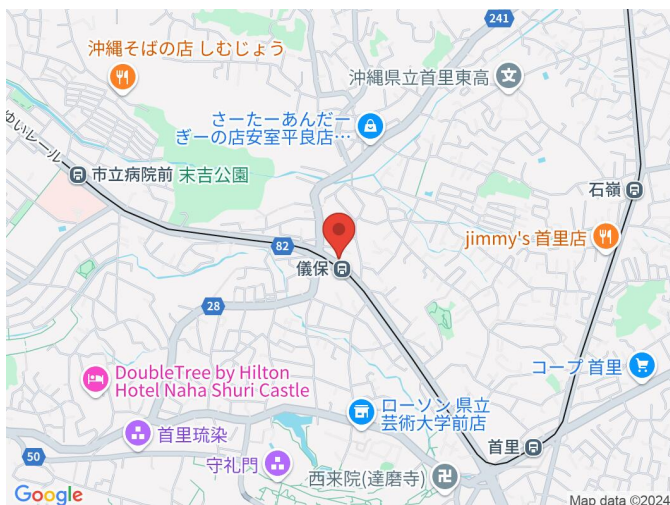 241
沖縄そばの店 しむじょう
沖縄県立首里東高
さーたーあんだー
ぎーの店安室平良店...
ゆいレール
市立病院前
末吉公園
石嶺
jimmy's 首里店
82
儀保
28
DoubleTree by Hilton
Hotel Naha Shuri Castle
コープ 首里
ローソン 県立
芸術大学前店
首里琉染
首里
50
守礼門
西来院(達磨寺)
Google
Map data ©2024